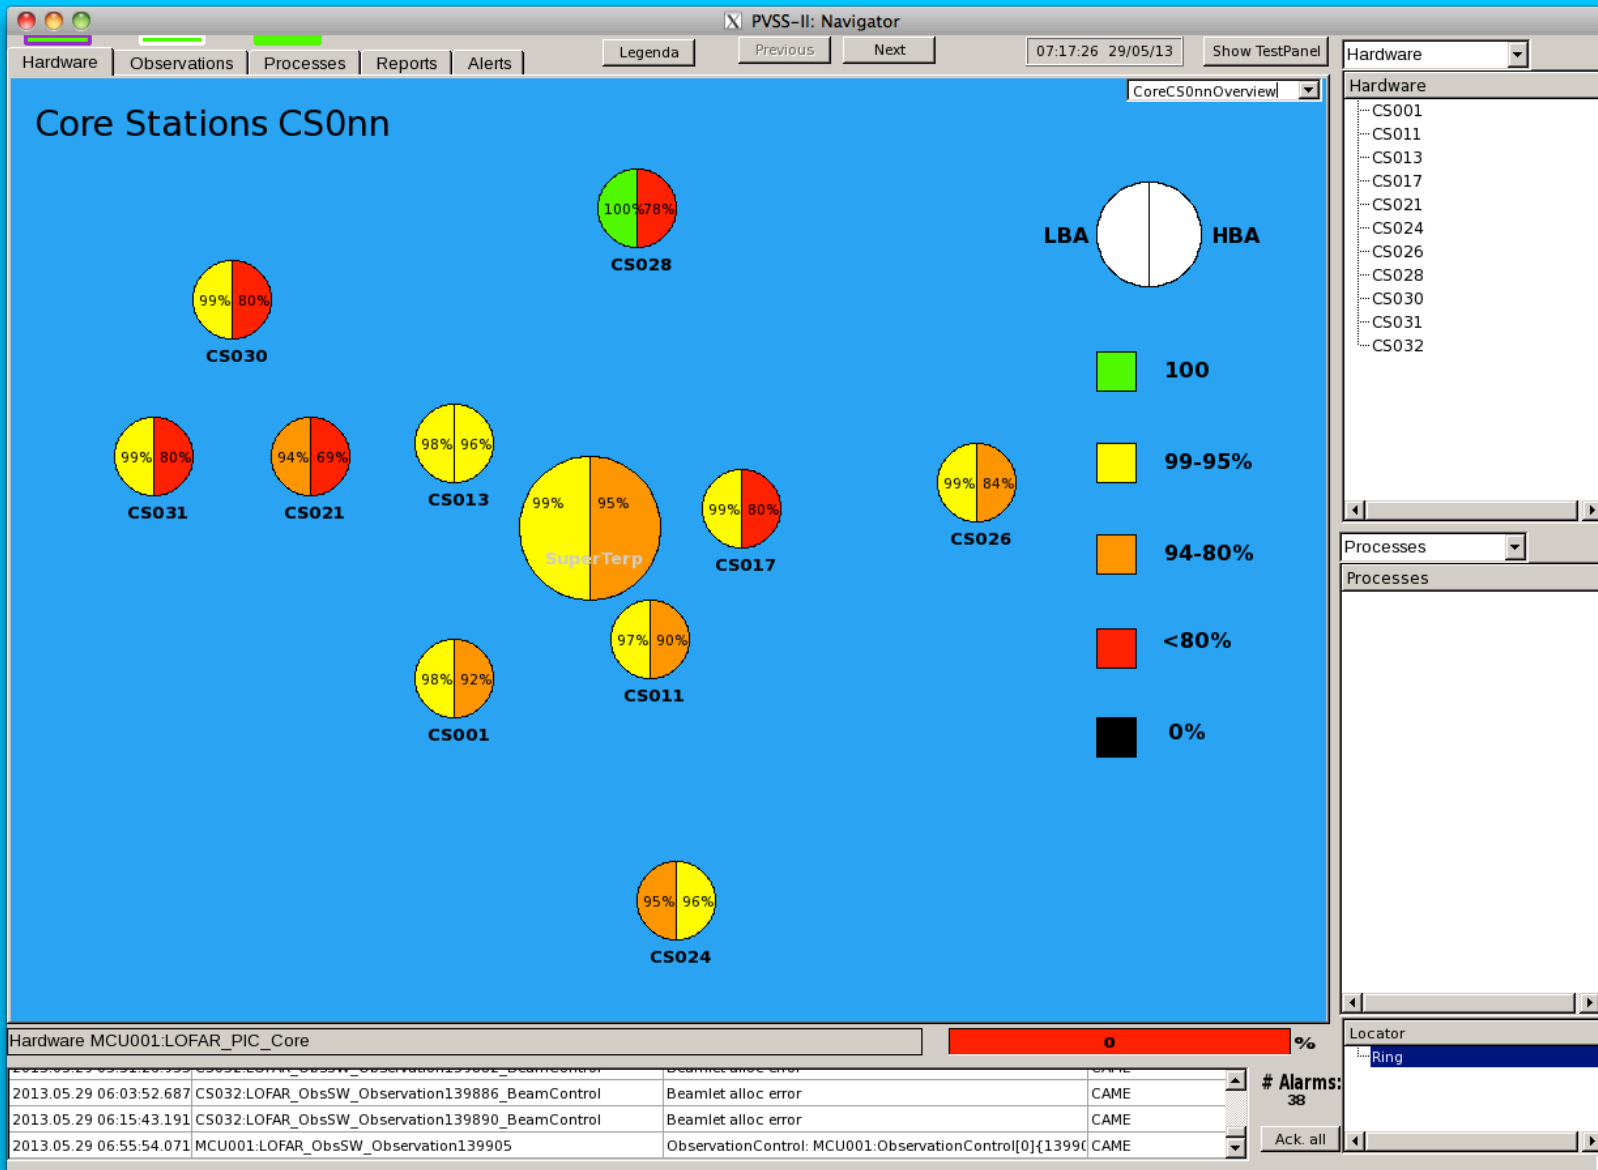 PVSS-II: Navigator
Hardware Observations Processes Reports Alerts
Legenda Previous Next 07:17:26 29/05/13 Show TestPanel
CoreCS0nnOverview
Core Stations CS0nn
100% 78%
CS028
LBA HBA
99% 80%
CS030
100
99% 80%
CS031
94% 69%
CS021
98% 96%
CS013
99% 95%
SuperTerp
99% 80%
CS017
99% 84%
CS026
99-95%
94-80%
97% 90%
CS011
<80%
98% 92%
CS001
0%
95% 96%
CS024
Hardware
Hardware
CS001
CS011
CS013
CS017
CS021
CS024
CS026
CS028
CS030
CS031
CS032
Processes
Processes
Locator
Ring
Hardware MCU001:LOFAR_PIC_Core 0 %
2013.05.29 06:03:52.687 CS032:LOFAR_ObsSW_Observation139886_BeamControl Beamlet alloc error CAME
2013.05.29 06:15:43.191 CS032:LOFAR_ObsSW_Observation139890_BeamControl Beamlet alloc error CAME
2013.05.29 06:55:54.071 MCU001:LOFAR_ObsSW_Observation139905 ObservationControl: MCU001:ObservationControl[0]{1399( CAME
# Alarms:
38
Ack. all